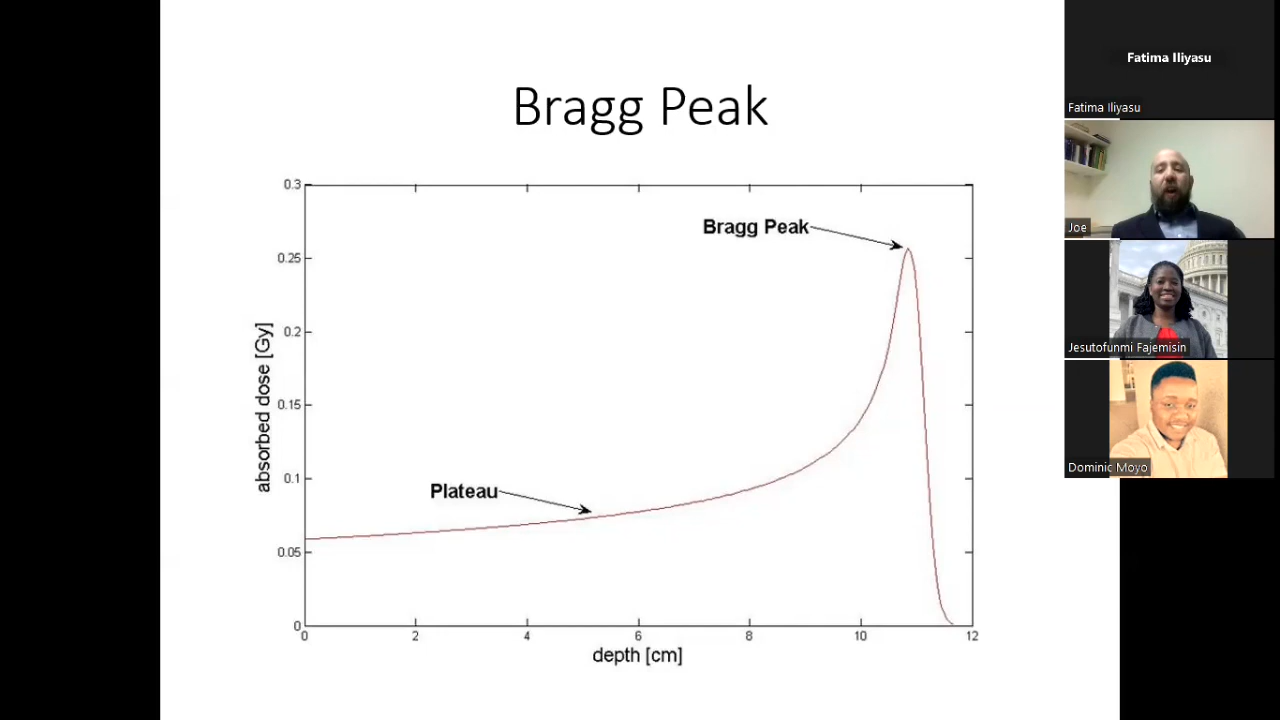 Bragg Peak
0.3
0.25
0.2
0.15
0.1
0.05
0
absorbed dose [Gy]
Bragg Peak
Plateau
0 2 4 6 8 10 12
depth [cm]
Fatima Iliyasu
Fatima Iliyasu
Joe
Jesutofunmi Fajemisin
Dominic Moyo